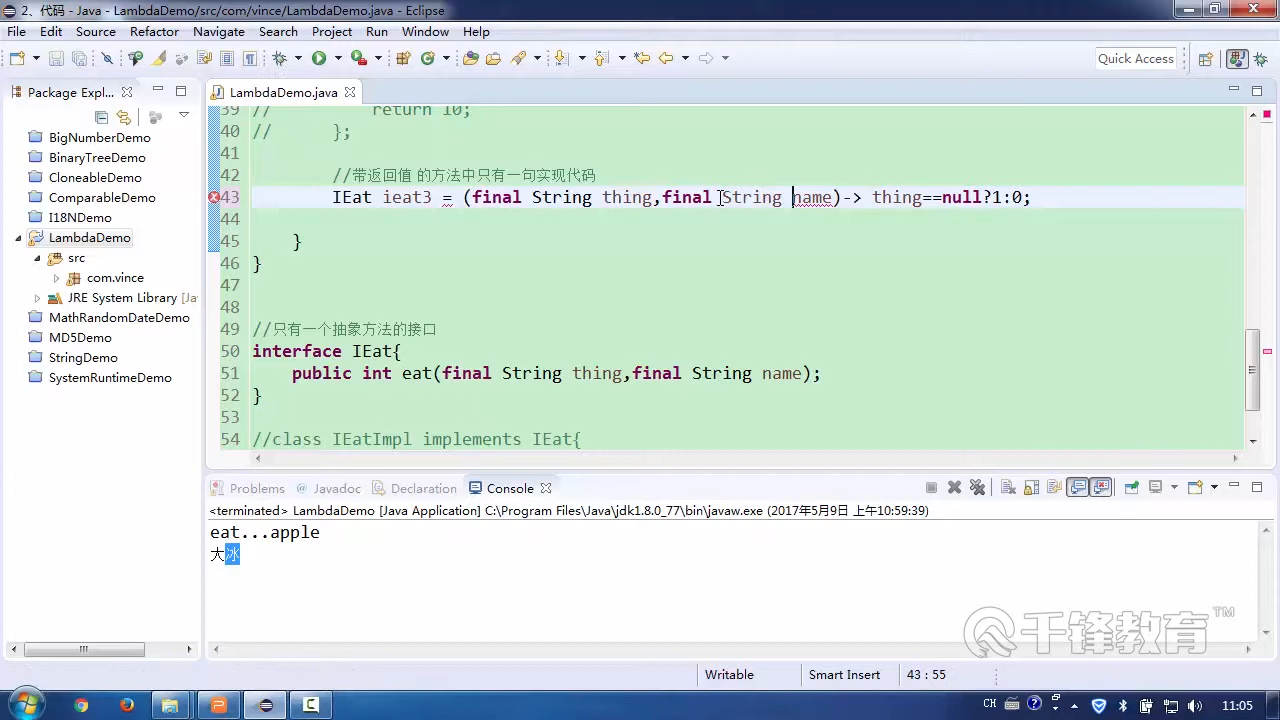 2、代码 - Java - LambdaDemo/src/com/vince/LambdaDemo.java - Eclipse
File Edit Source Refactor Navigate Search Project Run Window Help
Quick Access
Package Expl...
LambdaDemo.java
BigNumberDemo
BinaryTreeDemo
CloneableDemo
ComparableDemo
I18NDemo
LambdaDemo
src
com.vince
JRE System Library [Ja
MathRandomDateDemo
MD5Demo
StringDemo
SystemRuntimeDemo
39 // return 10;
40 // };
41
42 //带返回值 的方法中只有一句实现代码
43 IEat ieat3 = (final String thing,final String name)-> thing==null?1:0;
44
45 }
46 }
47
48
49 //只有一个抽象方法的接口
50 interface IEat{
51 public int eat(final String thing,final String name);
52 }
53
54 //class IEatImpl implements IEat{
Problems @ Javadoc Declaration Console
<terminated> LambdaDemo [Java Application] C:\Program Files\Java\jdk1.8.0_77\bin\javaw.exe (2017年5月9日 上午10:59:39)
eat...apple
大冰
千锋教育™
Writable Smart Insert 43 : 55
CH 11:05